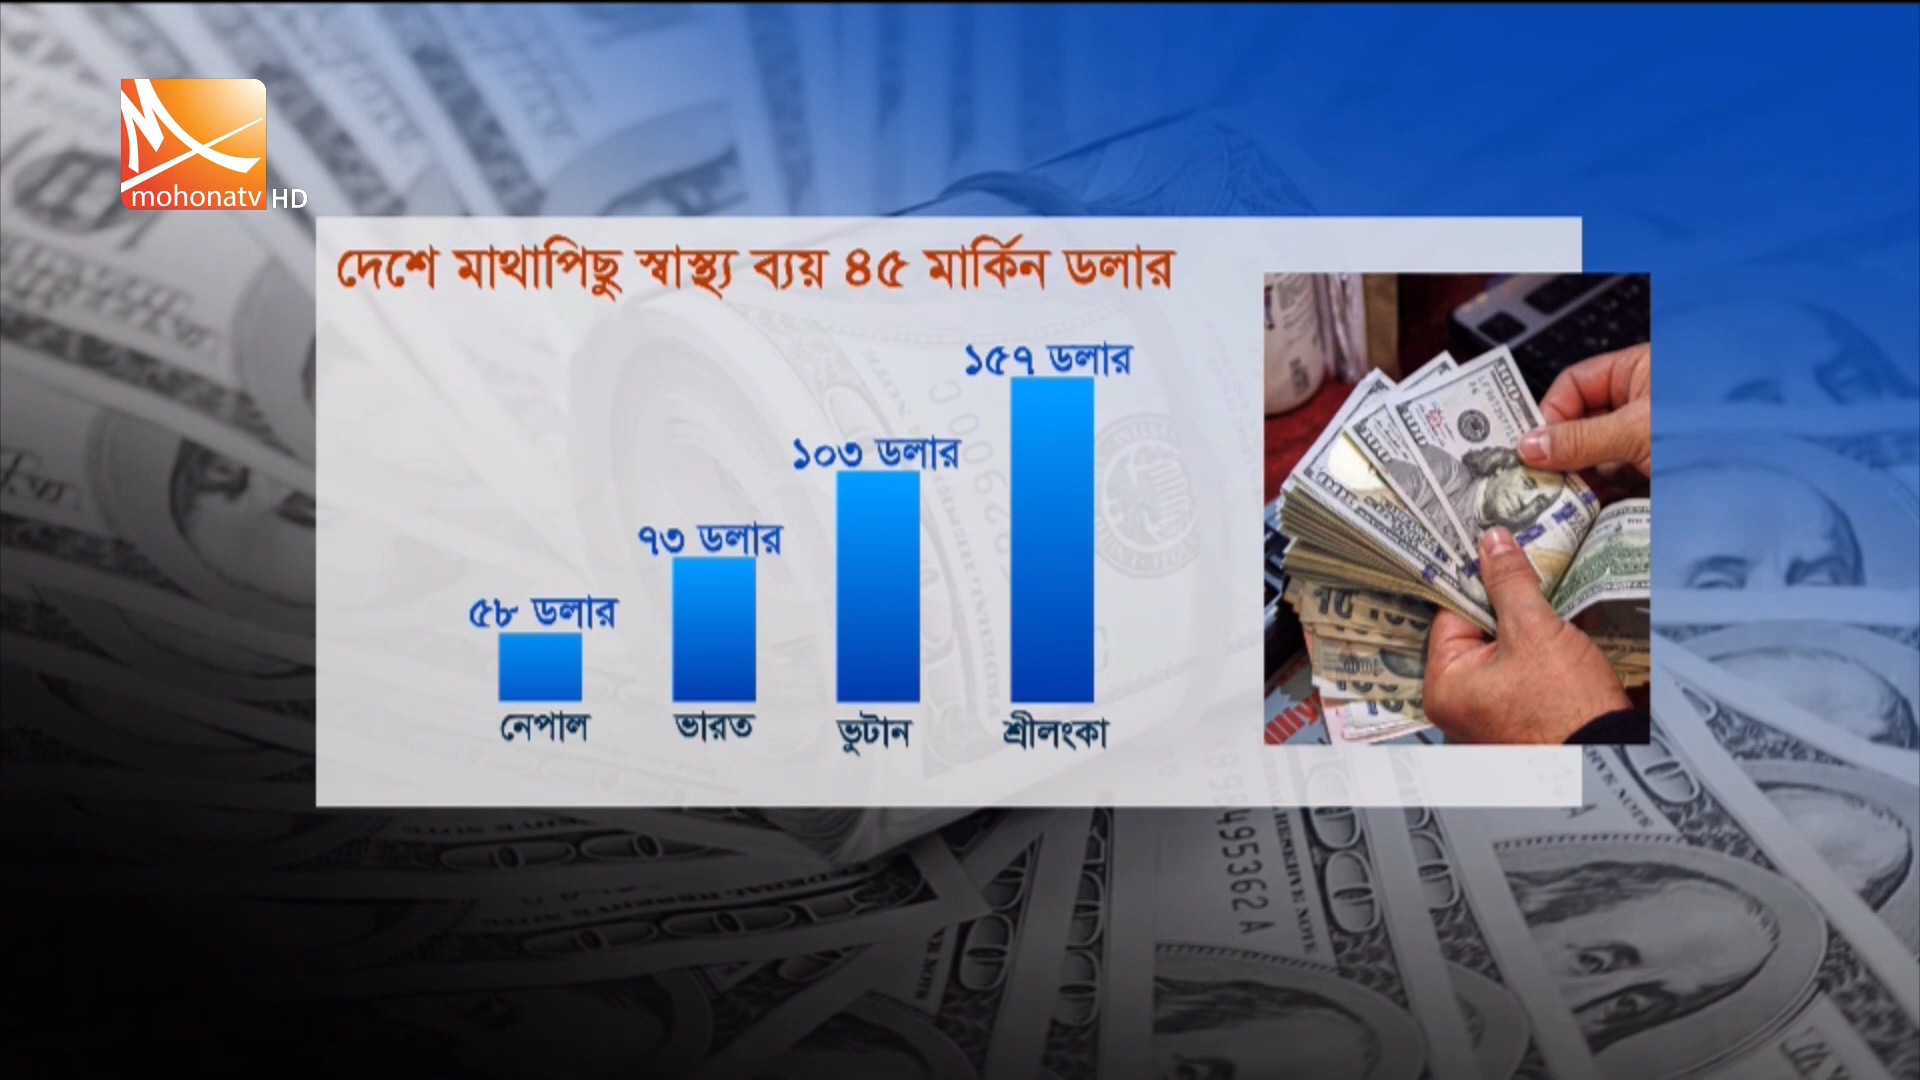 mohonatv HD
দেশে মাথাপিছু স্বাস্থ্য ব্যয় ৪৫ মার্কিন ডলার
১৫৭ ডলার
১০৩ ডলার
৭৩ ডলার
৫৮ ডলার
নেপাল ভারত ভুটান শ্রীলংকা